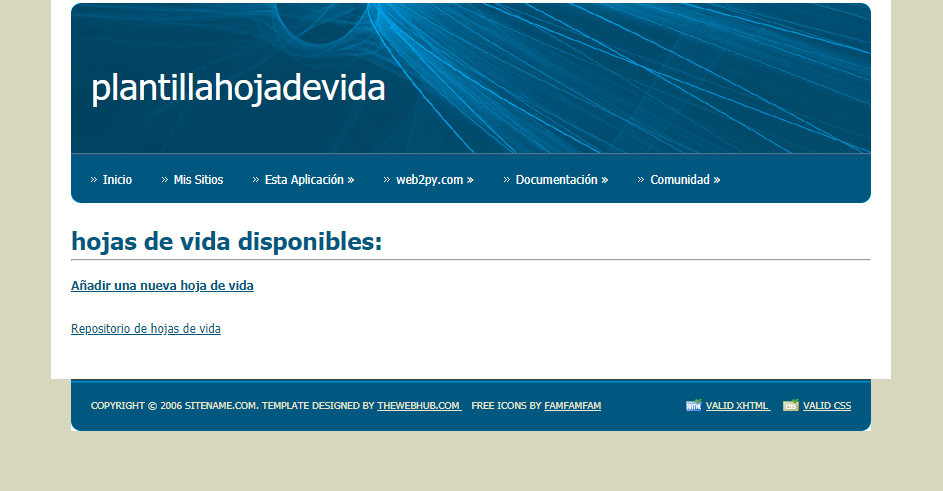 plantillahojadevida
Inicio Mis Sitios Esta Aplicación » web2py.com » Documentación » Comunidad »
hojas de vida disponibles:
Añadir una nueva hoja de vida
Repositorio de hojas de vida
COPYRIGHT © 2006 SITENAME.COM. TEMPLATE DESIGNED BY THEWEBHUB.COM FREE ICONS BY FAMFAMFAM XHTML VALID XHTML CSS VALID CSS